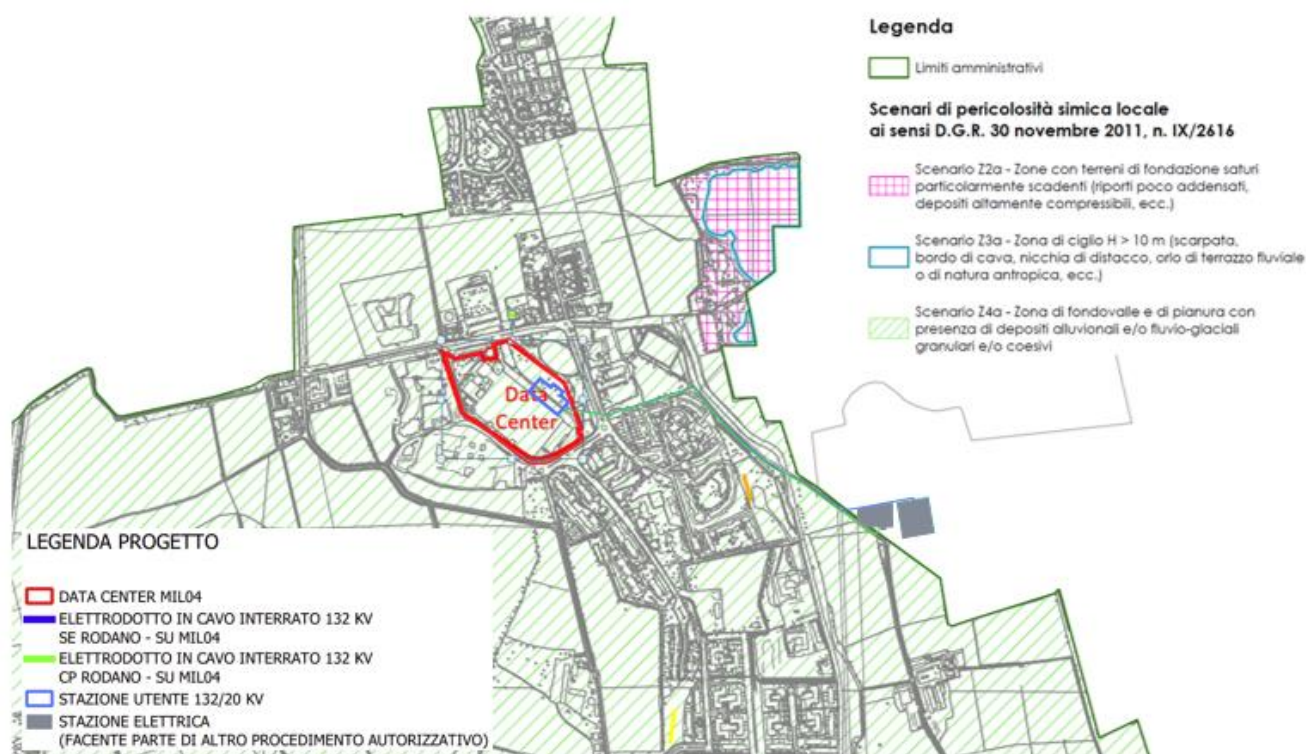 Legenda
Limiti amministrativi
Scenari di pericolosità simica locale
ai sensi D.G.R. 30 novembre 2011, n. IX/2616
Scenario Z2a - Zone con terreni di fondazione saturi
particolarmente scadenti (riporti poco addensati,
depositi altamente compressibili, ecc.)
Scenario Z3a - Zona di ciglio H > 10 m (scarpata,
bordo di cava, nicchia di distacco, orlo di terrazzo fluviale
o di natura antropica, ecc.)
Scenario Z4a - Zona di fondovalle e di pianura con
presenza di depositi alluvionali e/o fluvio-glaciali
granulari e/o coesivi
Data
Center
LEGENDA PROGETTO
DATA CENTER MIL04
ELETTRODOTTO IN CAVO INTERRATO 132 KV
SE RODANO - SU MIL04
ELETTRODOTTO IN CAVO INTERRATO 132 KV
CP RODANO - SU MIL04
STAZIONE UTENTE 132/20 KV
STAZIONE ELETTRICA
(FACENTE PARTE DI ALTRO PROCEDIMENTO AUTORIZZATIVO)